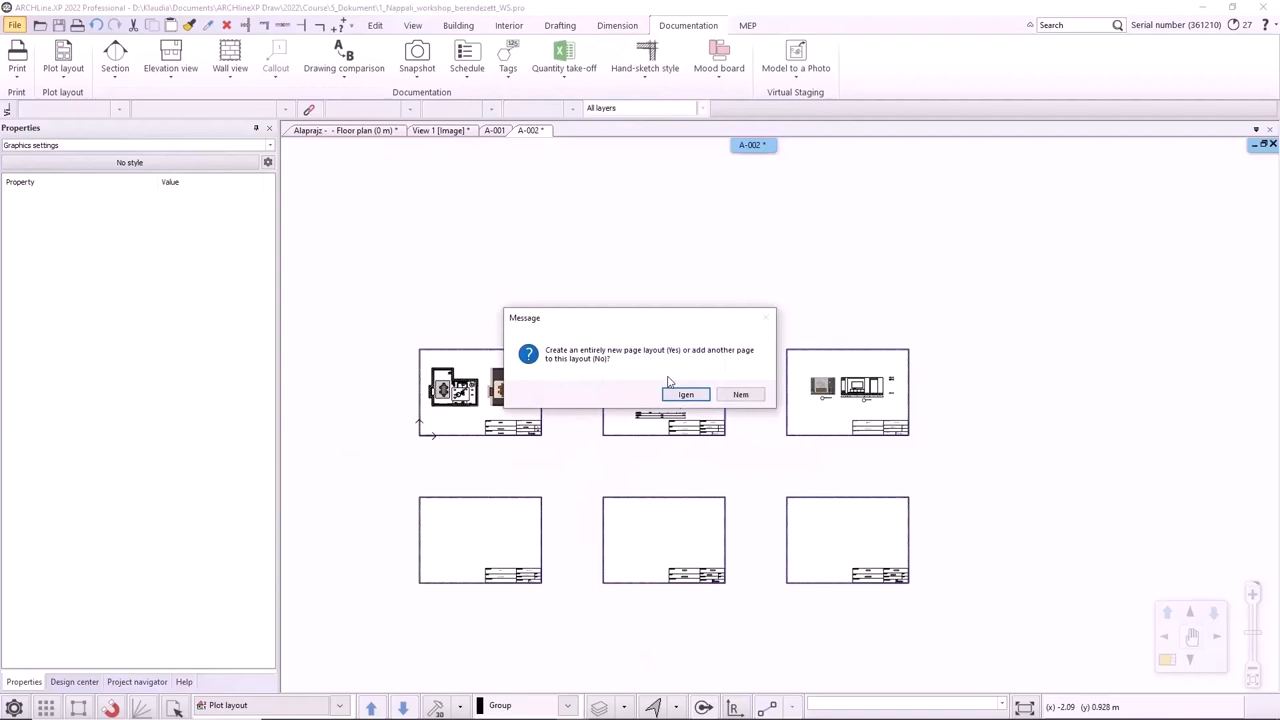 ARCHLine.XP 2022 Professional - D:\Klaudia\Documents\ARCHlineXP Draw\2022\Course\5_Dokument\1_Nappali_workshop_berendezett_WS.pro
File Edit View Building Interior Drafting Dimension Documentation MEP Search Serial number (361210) 27 ?
Print Plot layout Section Elevation view Wall view Callout Drawing comparison Snapshot Schedule Tags Quantity take-off Hand-sketch style Mood board Model to a Photo
Print Plot layout Documentation Virtual Staging
All layers
Properties
Alaprajz - - Floor plan (0 m) * View 1 [Image] * A-001 A-002 *
Graphics settings
A-002 *
No style
Property Value
Message
Create an entirely new page layout (Yes) or add another page
to this layout (No)?
Igen Nem
Properties Design center Project navigator Help
Plot layout Group (x) -2.09 (y) 0.928 m